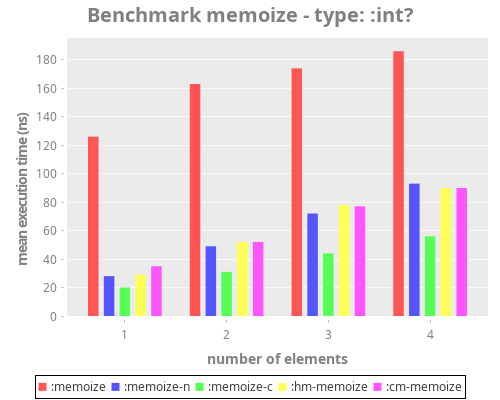 Benchmark memoize - type: :int?
mean execution time (ns)
180
160
140
120
100
80
60
40
20
0
1 2 3 4
number of elements
:memoize :memoize-n :memoize-c :hm-memoize :cm-memoize